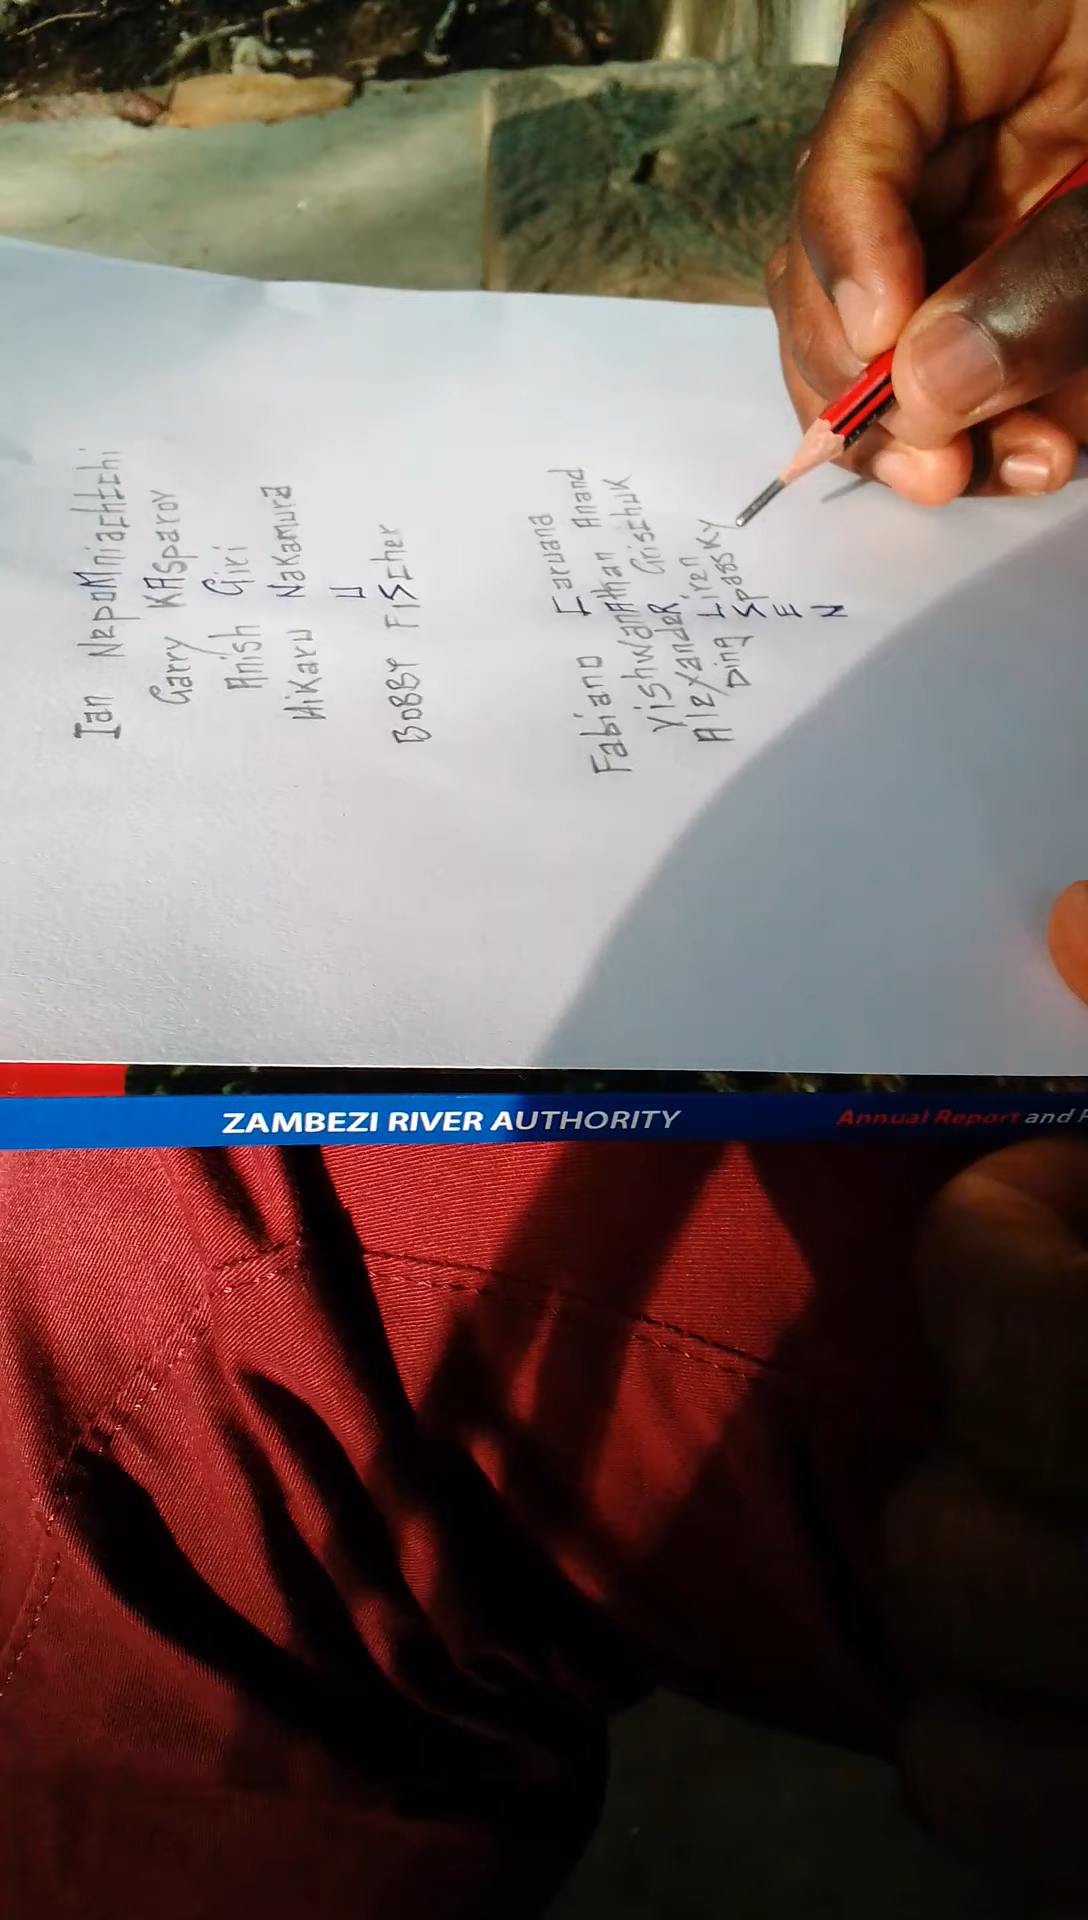 Ian NepoMniachtchi
Garry KAsparov
Anish Giri
Hikaru Nakamura
U
BOBBY FiScher
Fabiano Caruana
VishwanAthan Anand
AlexandeR Grischuk
Ding Liren
Spassky
E
N
ZAMBEZI RIVER AUTHORITY
Annual Report and